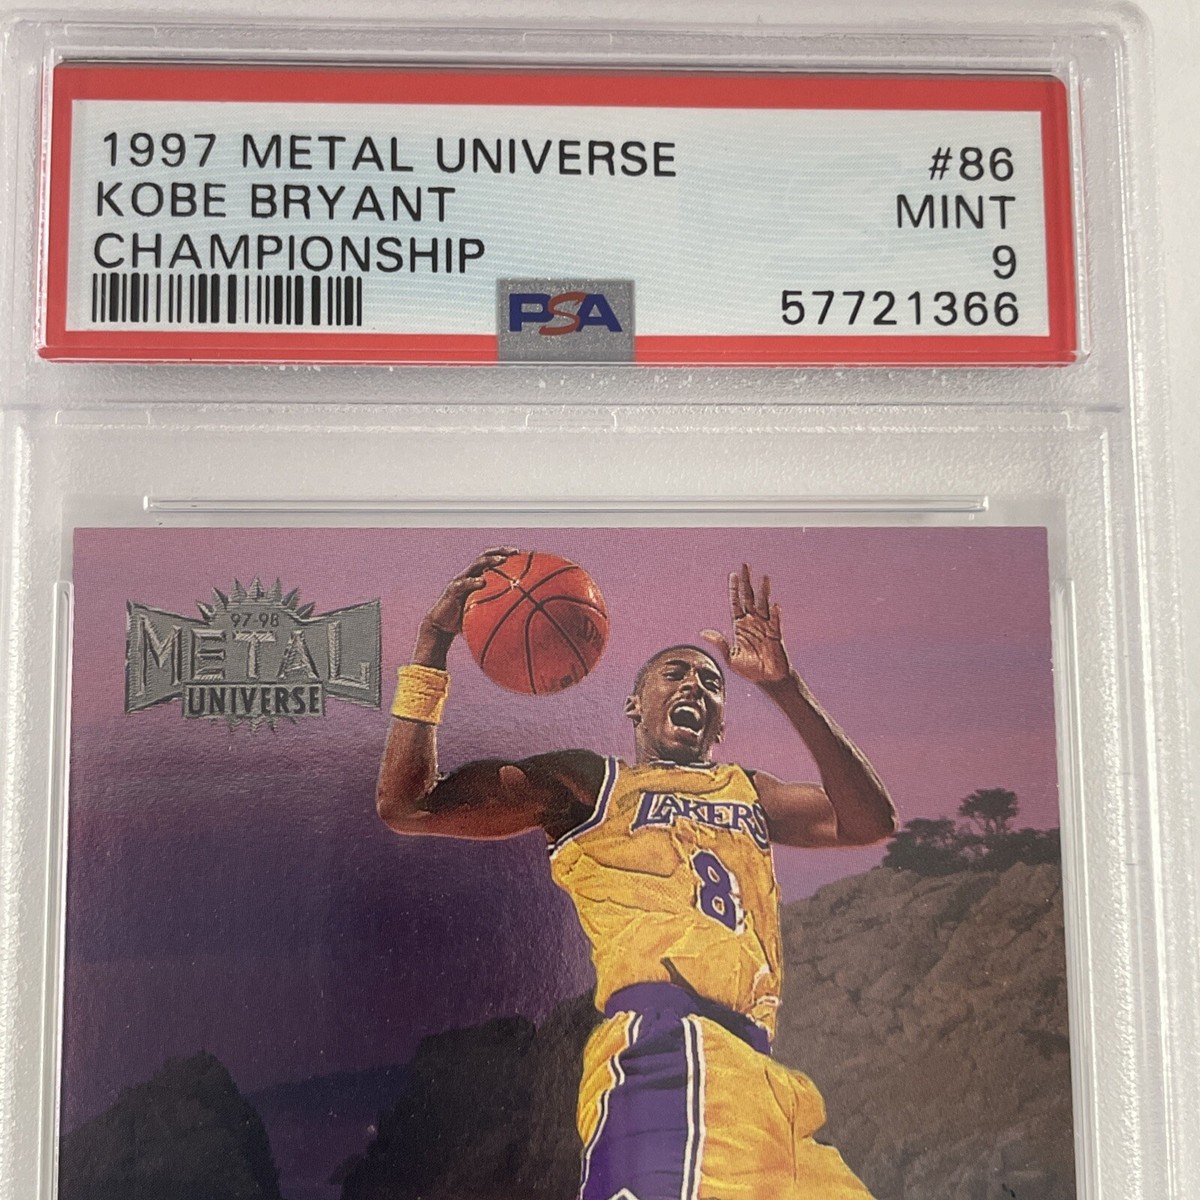 1997 METAL UNIVERSE #86
KOBE BRYANT MINT
CHAMPIONSHIP 9
PSA 57721366
97-98
METAL
UNIVERSE
LAKERS
8